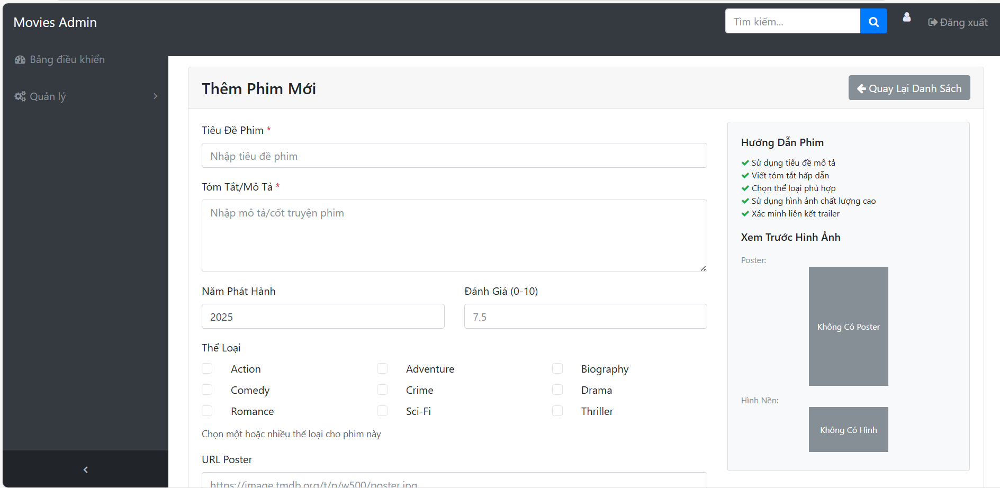 Movies Admin
Tìm kiếm...
Đăng xuất
Bảng điều khiển
Quản lý
Thêm Phim Mới
Quay Lại Danh Sách
Tiêu Đề Phim *
Nhập tiêu đề phim
Tóm Tắt/Mô Tả *
Nhập mô tả/cốt truyện phim
Năm Phát Hành
Đánh Giá (0-10)
2025
7.5
Thể Loại
Action
Adventure
Biography
Comedy
Crime
Drama
Romance
Sci-Fi
Thriller
Chọn một hoặc nhiều thể loại cho phim này
URL Poster
https://image.tmdb.org/t/p/w500/poster.jpg
Hướng Dẫn Phim
Sử dụng tiêu đề mô tả
Viết tóm tắt hấp dẫn
Chọn thể loại phù hợp
Sử dụng hình ảnh chất lượng cao
Xác minh liên kết trailer
Xem Trước Hình Ảnh
Poster:
Không Có Poster
Hình Nền:
Không Có Hình